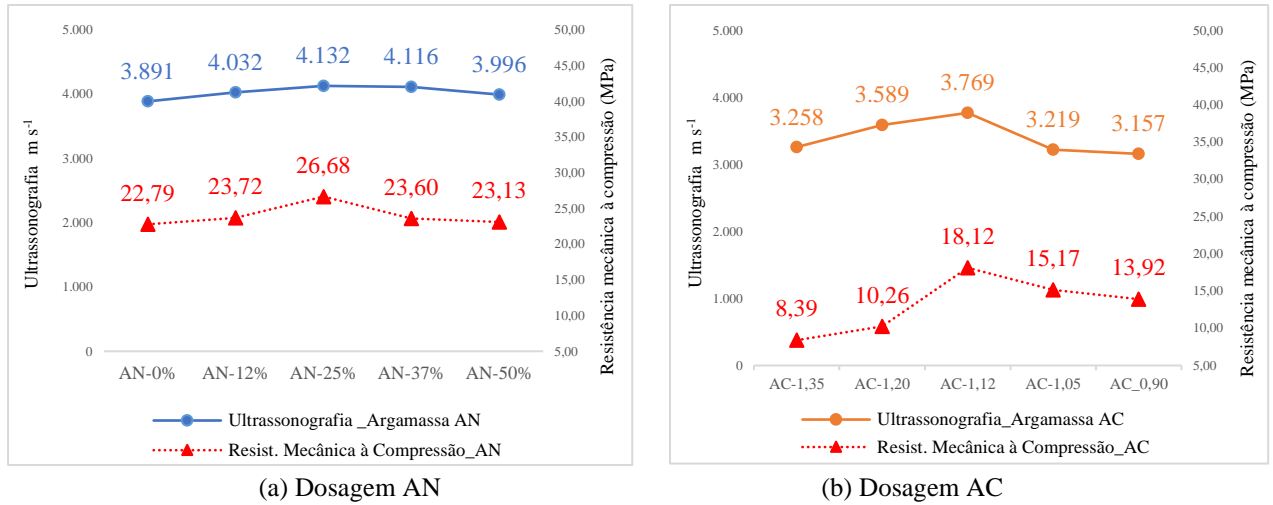 5.000
4.000
3.000
2.000
1.000
0
Ultrassonografia m s⁻¹
3.891
4.032
4.132
4.116
3.996
22,79
23,72
26,68
23,60
23,13
50,00
45,00
40,00
35,00
30,00
25,00
20,00
15,00
10,00
5,00
Resistência mecânica à compressão (MPa)
AN-0%
AN-12%
AN-25%
AN-37%
AN-50%
Ultrassonografia _Argamassa AN
Resist. Mecânica à Compressão_AN
(a) Dosagem AN
5.000
4.000
3.000
2.000
1.000
0
Ultrassonografia m s⁻¹
3.258
3.589
3.769
3.219
3.157
8,39
10,26
18,12
15,17
13,92
50,00
45,00
40,00
35,00
30,00
25,00
20,00
15,00
10,00
5,00
Resistência mecânica à compressão (MPa)
AC-1,35
AC-1,20
AC-1,12
AC-1,05
AC_0,90
Ultrassonografia_Argamassa AC
Resist. Mecânica à Compressão_AC
(b) Dosagem AC